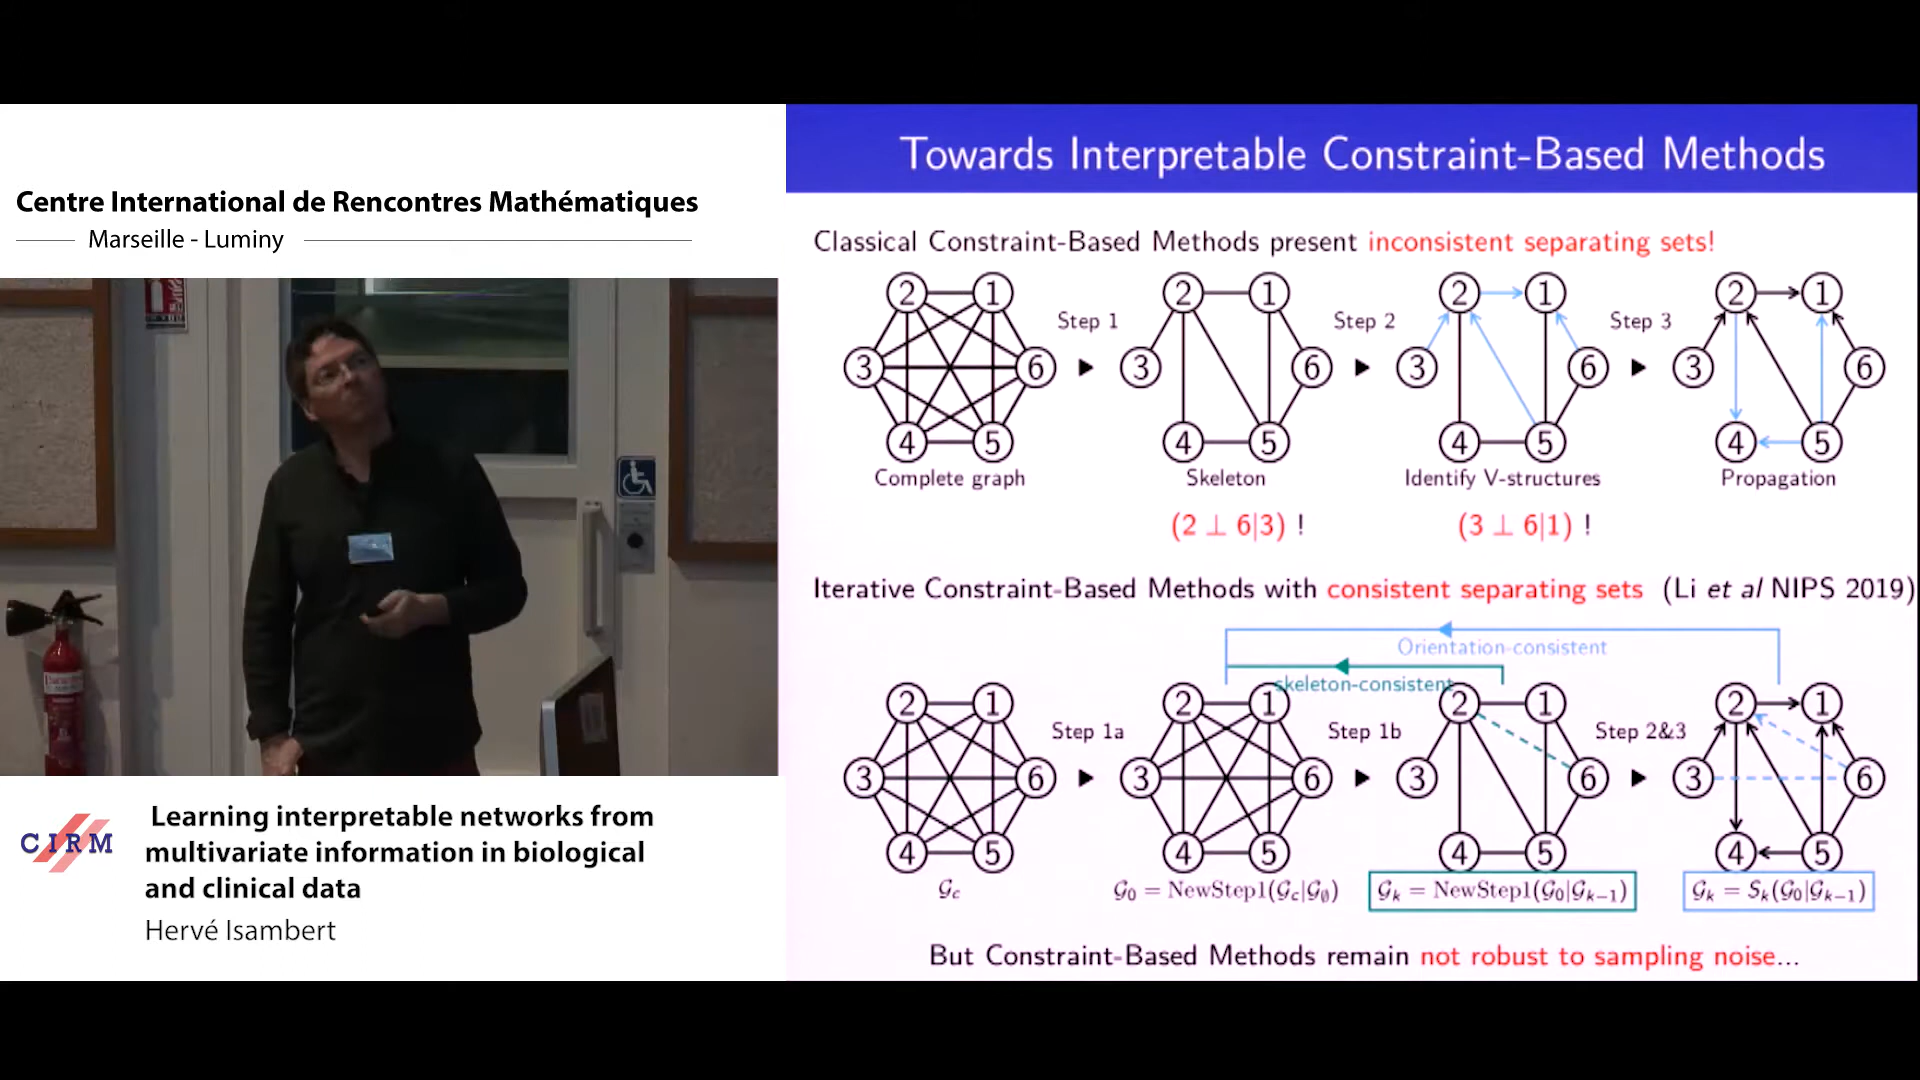 Centre International de Rencontres Mathématiques
Marseille - Luminy
CIRM
Learning interpretable networks from
multivariate information in biological
and clinical data
Hervé Isambert
Towards Interpretable Constraint-Based Methods
Classical Constraint-Based Methods present inconsistent separating sets!
2 1 3 6 4 5
Step 1
2 1 3 6 4 5
Step 2
2 1 3 6 4 5
Step 3
2 1 3 6 4 5
Complete graph
Skeleton
Identify V-structures
Propagation
(2 ⊥ 6|3) !
(3 ⊥ 6|1) !
Iterative Constraint-Based Methods with consistent separating sets (Li et al NIPS 2019)
Orientation-consistent
skeleton-consistent
2 1 3 6 4 5
Step 1a
2 1 3 6 4 5
Step 1b
2 1 3 6 4 5
Step 2&3
2 1 3 6 4 5
𝒢c
𝒢0 = NewStep1(𝒢c|𝒢∅)
𝒢k = NewStep1(𝒢0|𝒢k−1)
𝒢k = Sk(𝒢0|𝒢k−1)
But Constraint-Based Methods remain not robust to sampling noise...